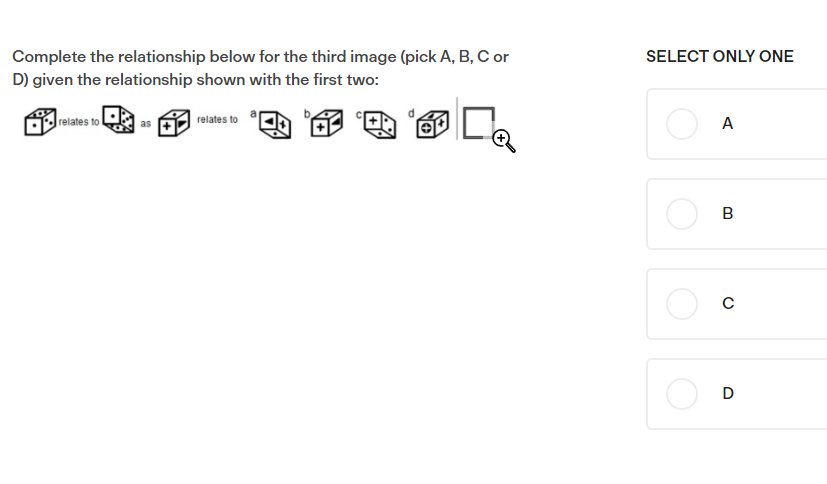 Complete the relationship below for the third image (pick A, B, C or
D) given the relationship shown with the first two:
relates to as relates to a b c d
SELECT ONLY ONE
A
B
C
D